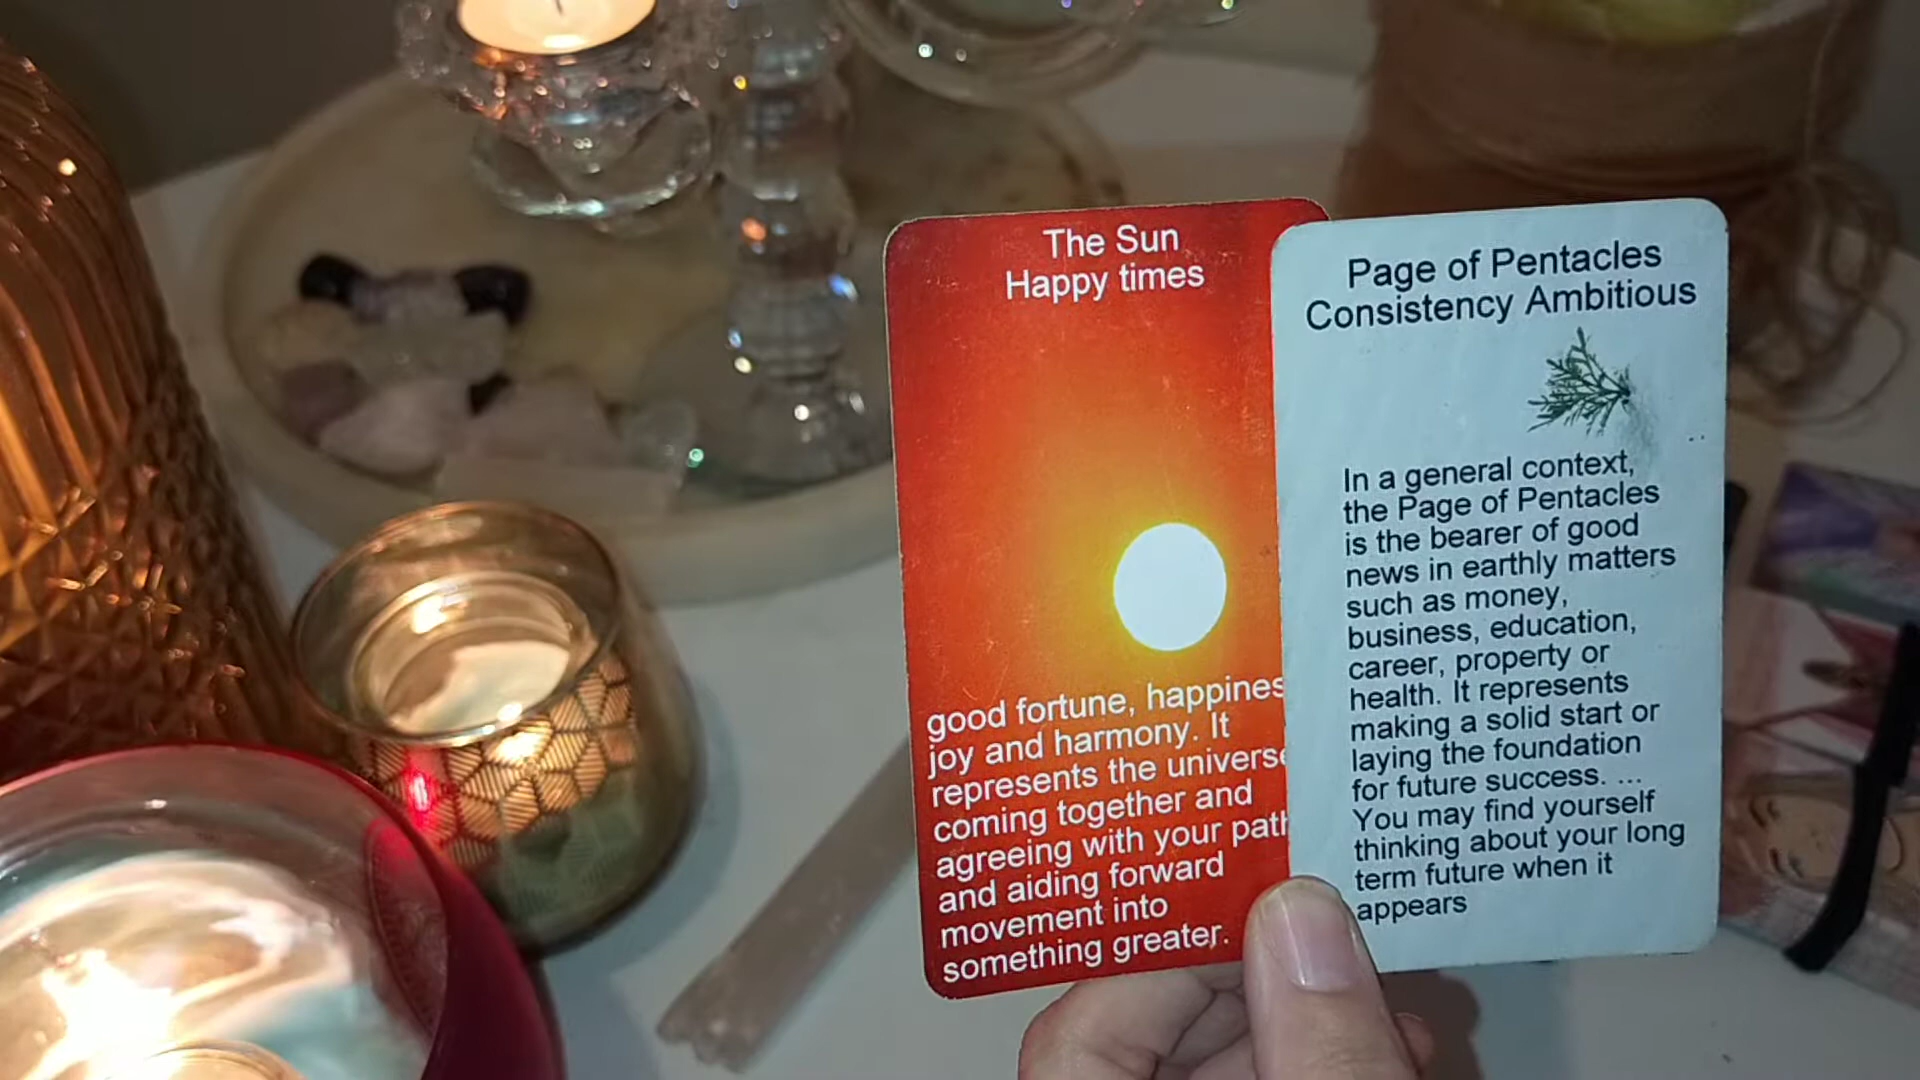 The Sun
Happy times
good fortune, happines
joy and harmony. It
represents the universe
coming together and
agreeing with your path
and aiding forward
movement into
something greater.
Page of Pentacles
Consistency Ambitious
In a general context,
the Page of Pentacles
is the bearer of good
news in earthly matters
such as money,
business, education,
career, property or
health. It represents
making a solid start or
laying the foundation
for future success. ...
You may find yourself
thinking about your long
term future when it
appears